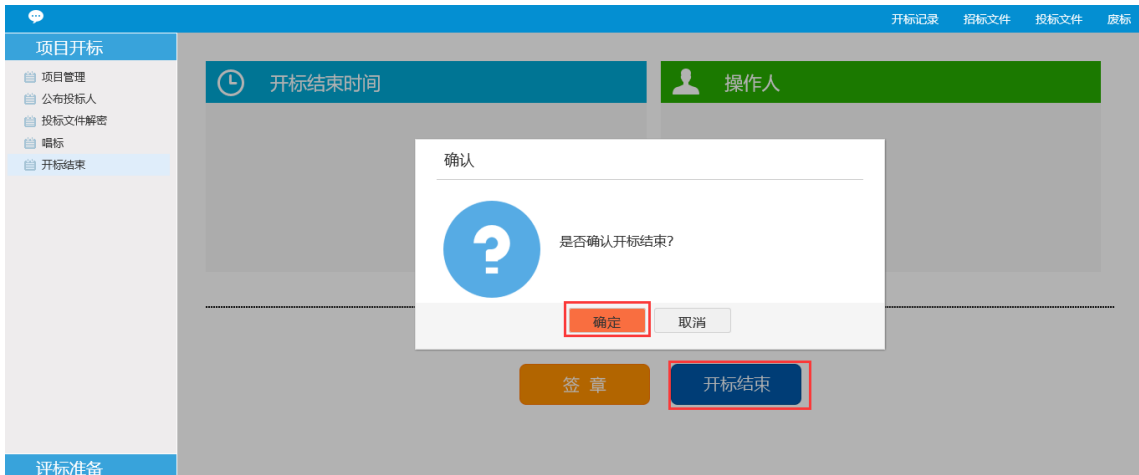 开标记录 招标文件 投标文件 废标
项目开标
项目管理
公布投标人
投标文件解密
唱标
开标结束
开标结束时间
操作人
确认
是否确认开标结束?
确定 取消
签 章 开标结束
评标准备